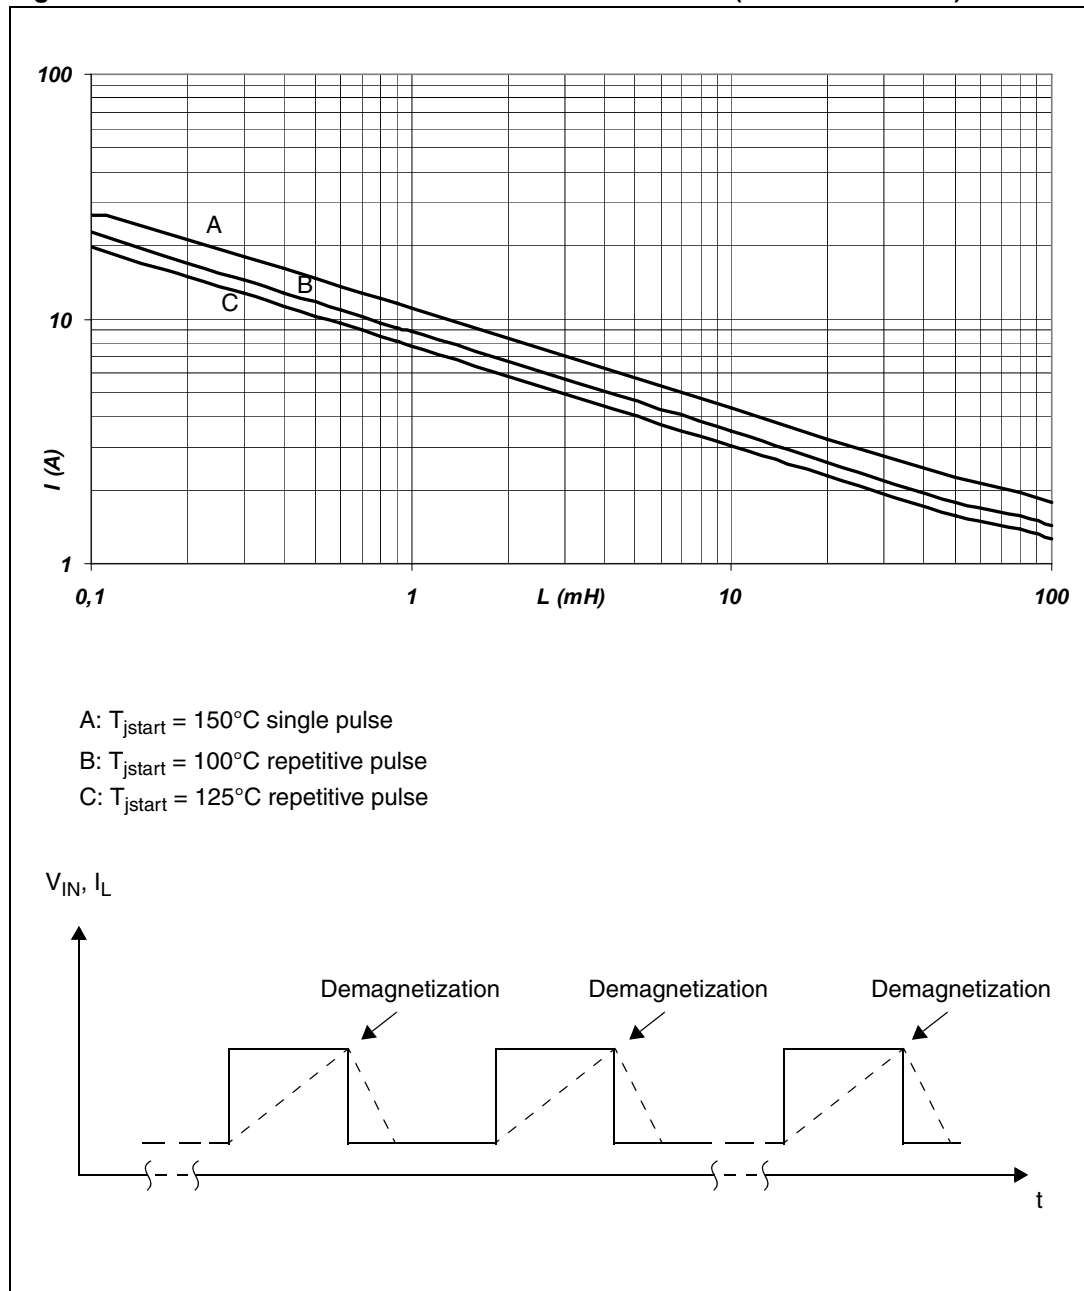 100
A
B
C
10
I (A)
1
0,1 1 L (mH) 10 100
A: Tjstart = 150°C single pulse
B: Tjstart = 100°C repetitive pulse
C: Tjstart = 125°C repetitive pulse
VIN, IL
Demagnetization Demagnetization Demagnetization
t